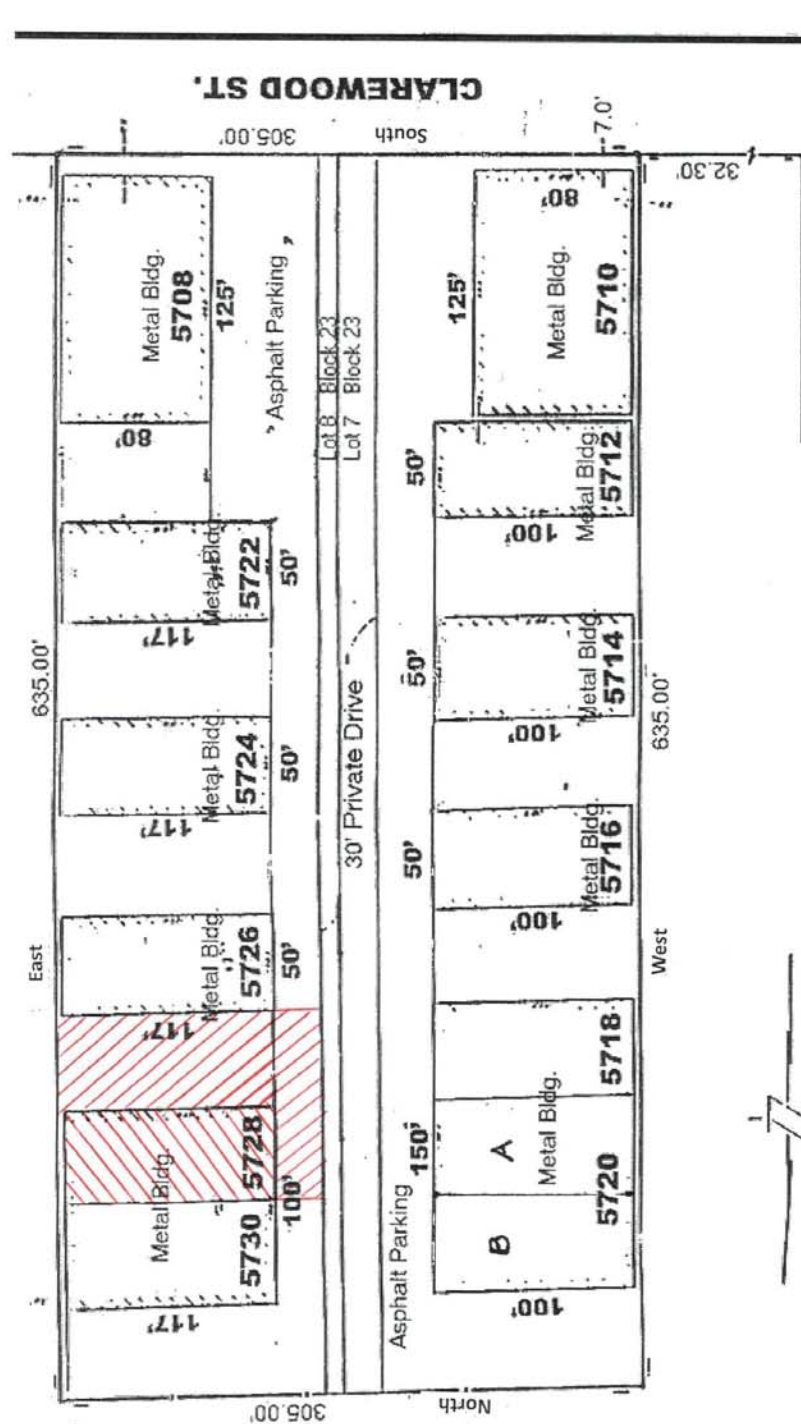 CLAREWOOD ST.
305.00'
South
7.0'
32.30'
80'
Metal Bldg.
5708
125'
80'
"Asphalt Parking"
Lot 8 Block 23
Lot 7 Block 23
125'
80'
Metal Bldg.
5710
50'
100'
Metal Bldg.
5712
117'
Metal Bldg.
5722
50'
50'
100'
Metal Bldg.
5714
635.00'
635.00'
117'
Metal Bldg.
5724
50'
30' Private Drive
50'
100'
Metal Bldg.
5716
East
117'
Metal Bldg.
5726
50'
West
Metal Bldg.
5728
5730
100'
117'
Asphalt Parking
150'
A
B
Metal Bldg.
5718
5720
100'
305.00'
North